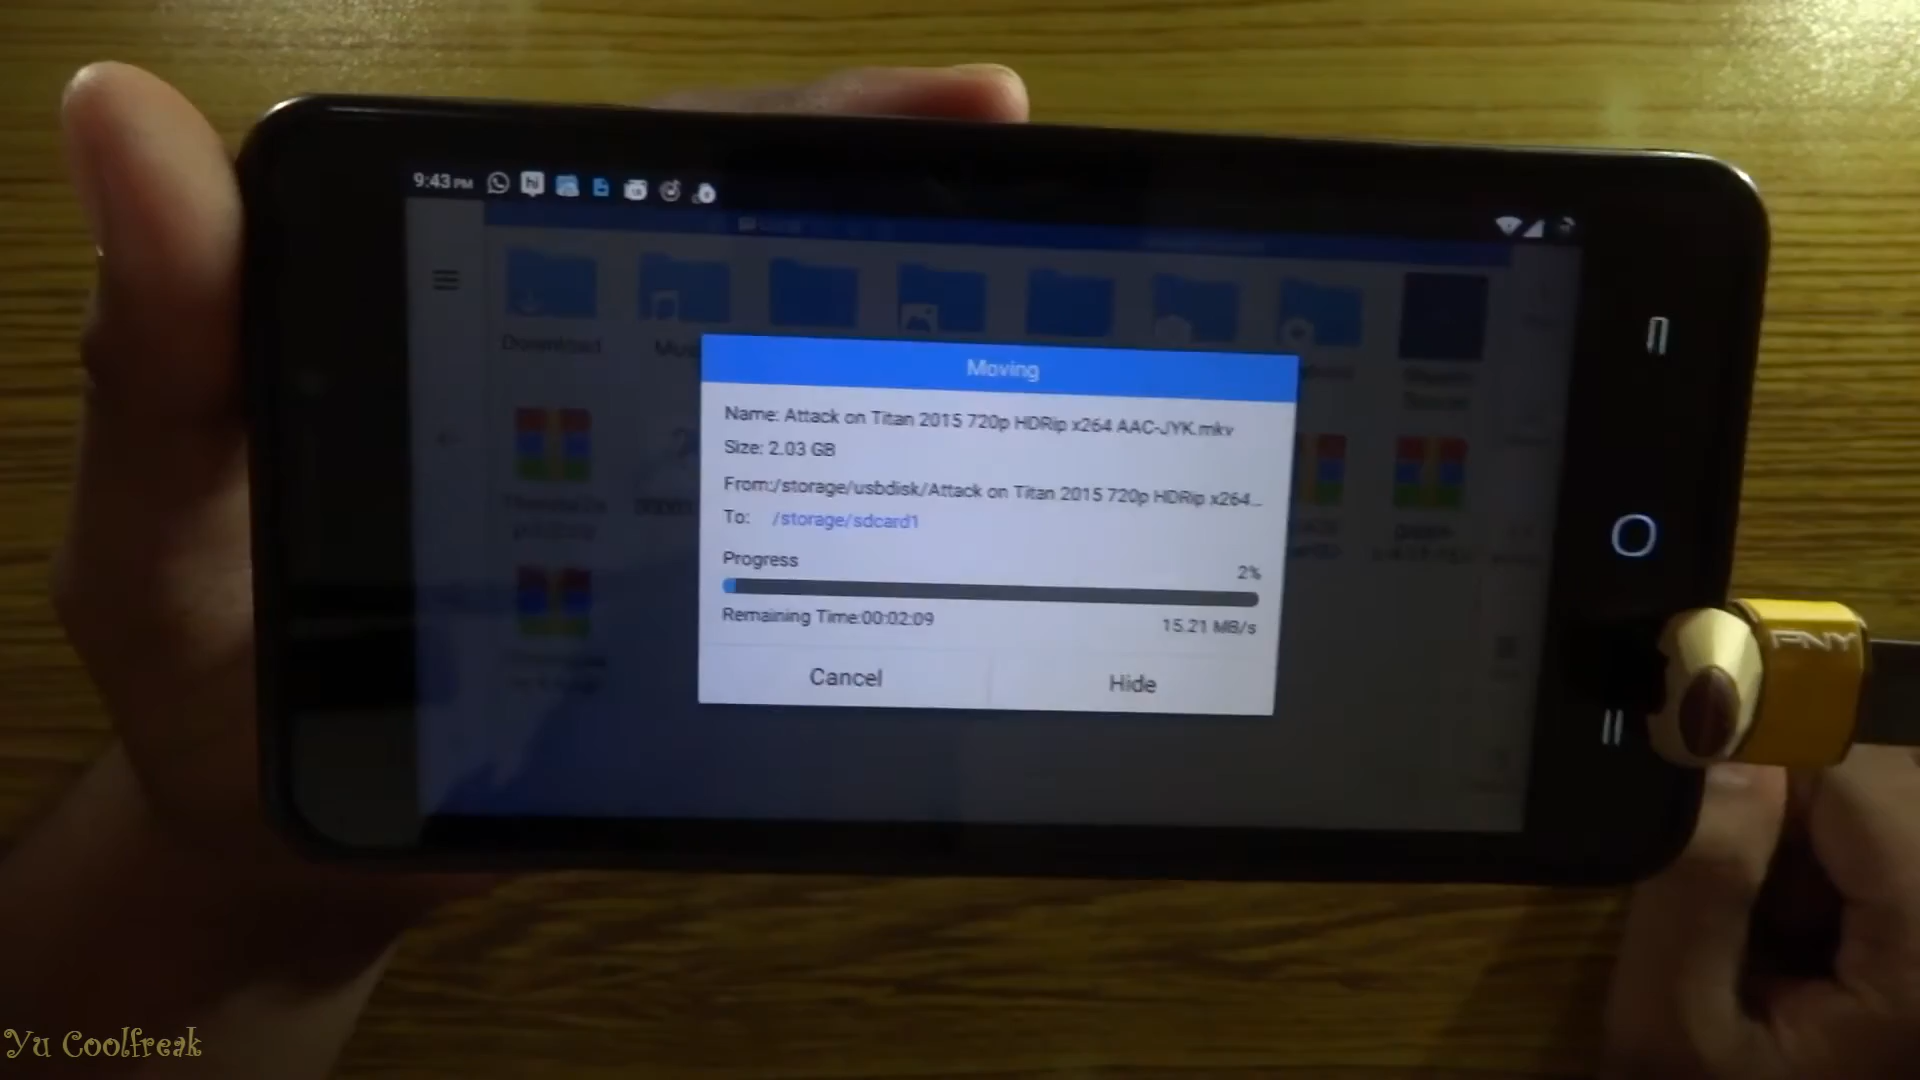 9:43 PM
hi
Download
Moving
Name: Attack on Titan 2015 720p HDRip x264 AAC-JYK.mkv
Size: 2.03 GB
From:/storage/usbdisk/Attack on Titan 2015 720p HDRip x264...
To: /storage/sdcard1
Progress
2%
Remaining Time:00:02:09
15.21 MB/s
Cancel
Hide
PNY
Yu Coolfreak